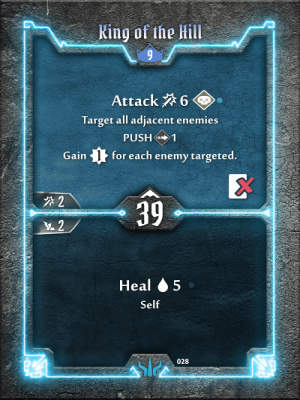 King of the Hill
9
Attack 6
Target all adjacent enemies
PUSH 1
Gain 1 for each enemy targeted.
2
39
2
Heal 5
Self
028